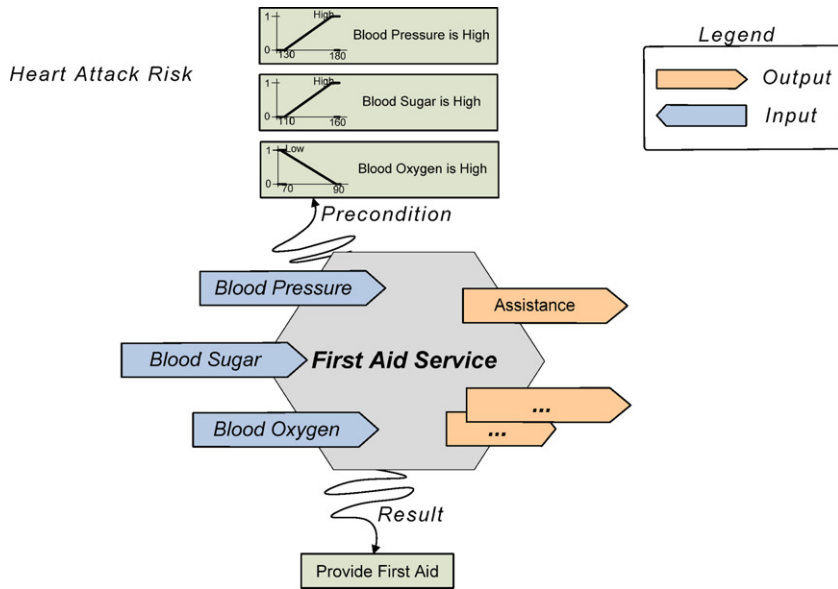 Heart Attack Risk
1
High
0
130
180
Blood Pressure is High
1
High
0
110
160
Blood Sugar is High
1
Low
0
70
90
Blood Oxygen is High
Legend
Output
Input
Precondition
Blood Pressure
Blood Sugar
Blood Oxygen
First Aid Service
Assistance
...
...
Result
Provide First Aid